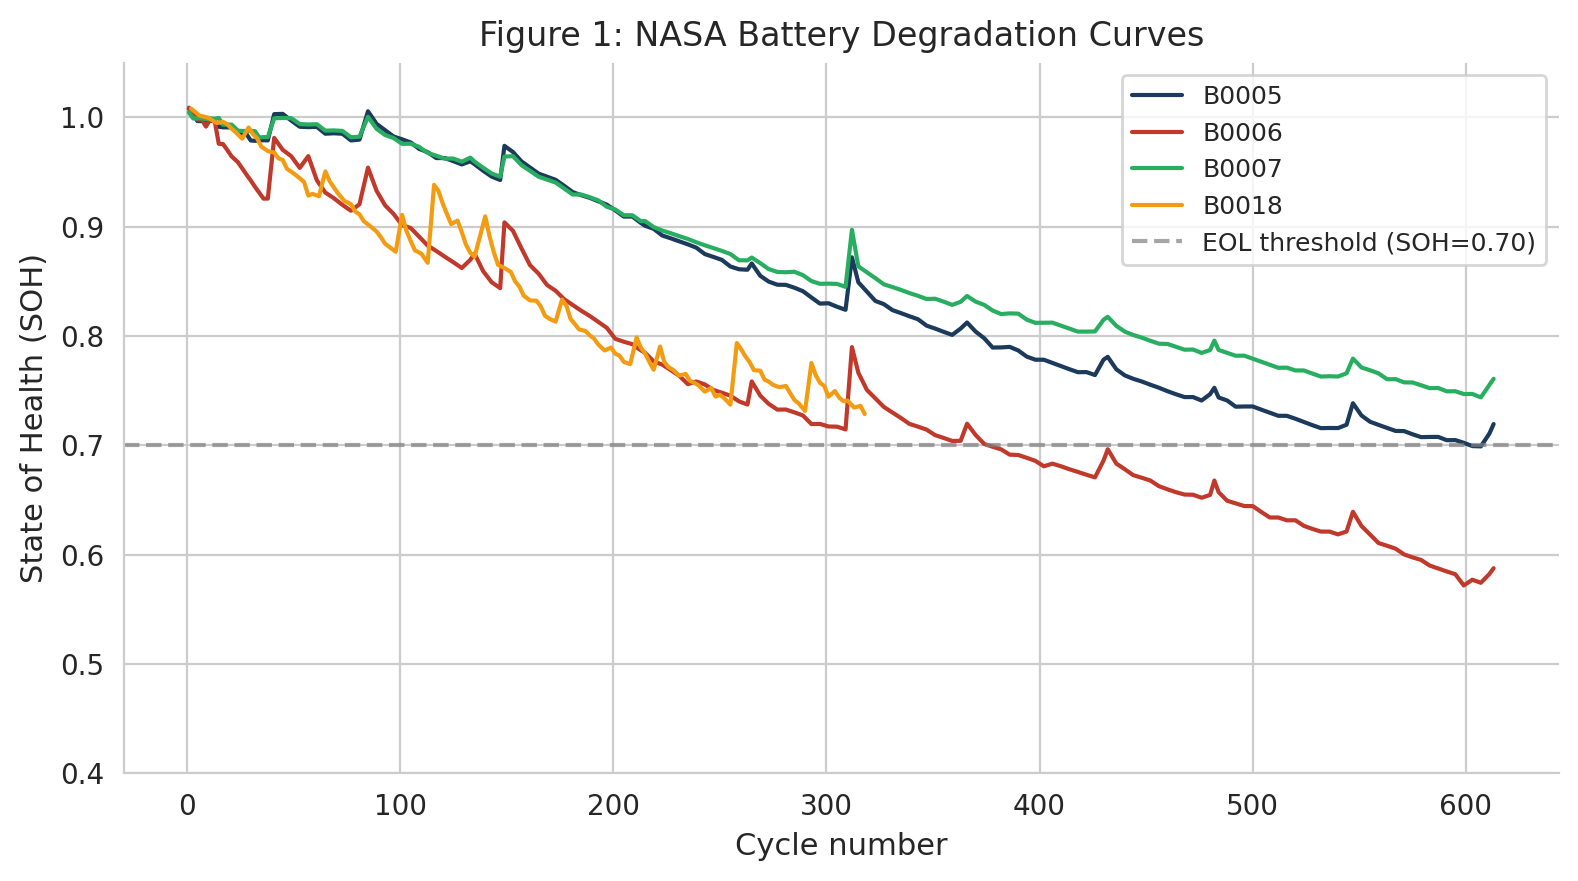 Figure 1: NASA Battery Degradation Curves
B0005
B0006
B0007
B0018
EOL threshold (SOH=0.70)
State of Health (SOH)
1.0
0.9
0.8
0.7
0.6
0.5
0.4
0 100 200 300 400 500 600
Cycle number